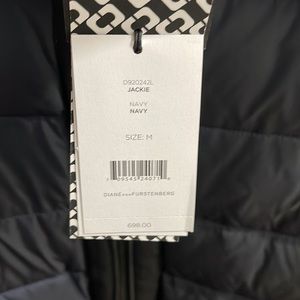 D920242L
JACKIE
NAVY
NAVY
SIZE: M
DIANE VON FURSTENBERG
698.00